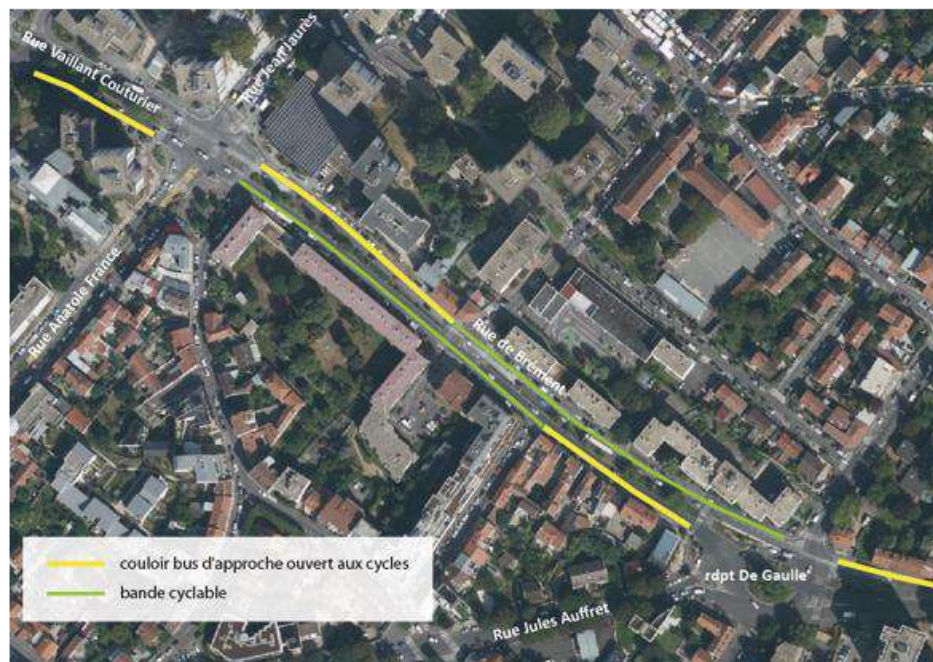 Rue Vaillant Couturier
Rue Jean Jaurès
Rue Anatole France
Rue de Brément
couloir bus d'approche ouvert aux cycles
bande cyclable
rdpt De Gaulle
Rue Jules Auffret